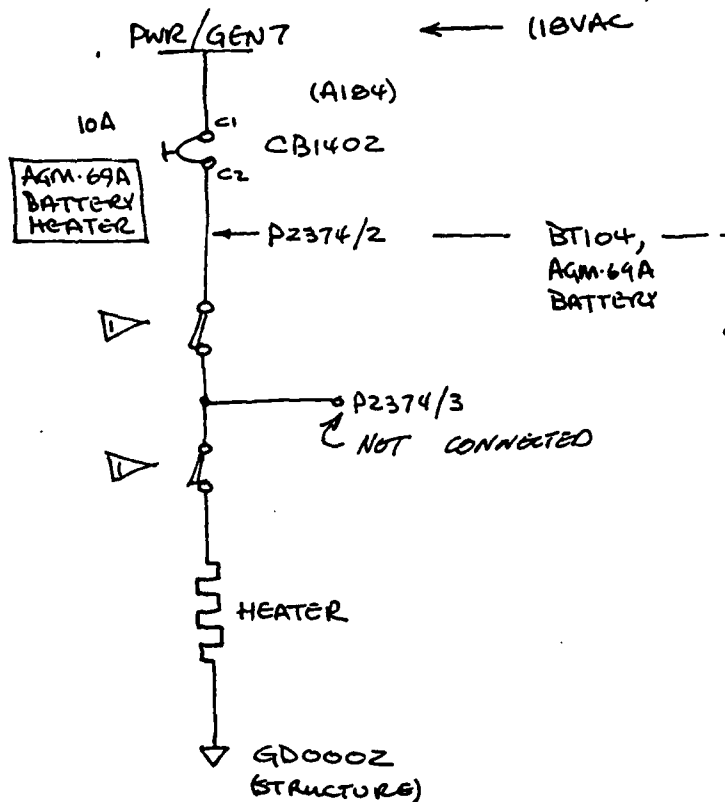 PWR/GEN7
118VAC
(A184)
10A
C1
CB1402
C2
AGM-69A
BATTERY
HEATER
P2374/2
BT104,
AGM-69A
BATTERY
1
P2374/3
NOT CONNECTED
1
HEATER
GD0002
(STRUCTURE)